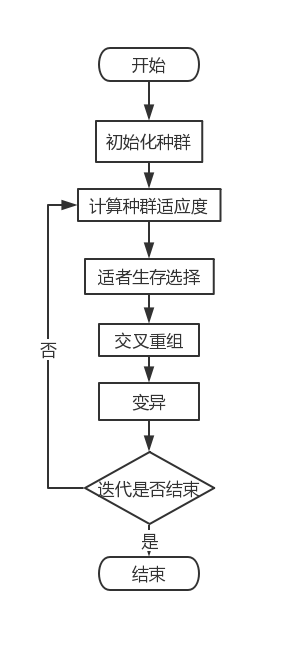 开始
初始化种群
计算种群适应度
适者生存选择
交叉重组
否
变异
迭代是否结束
是
结束